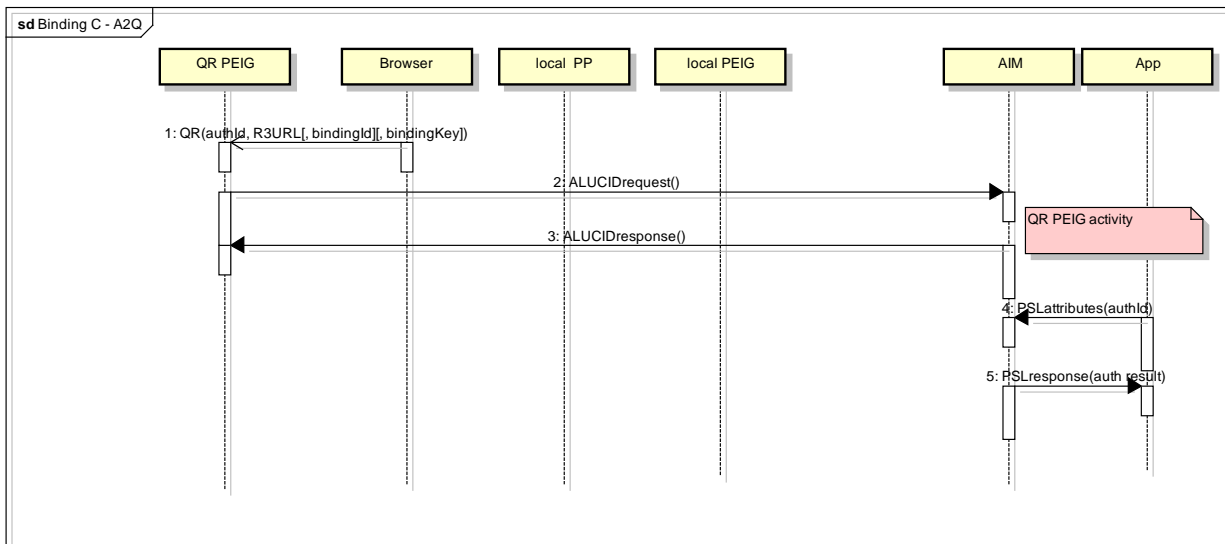 sd Binding C - A2Q
QR PEIG
Browser
local PP
local PEIG
AIM
App
1: QR(authId, R3URL[, bindingId][, bindingKey])
2: ALUCIDrequest()
QR PEIG activity
3: ALUCIDresponse()
4: PSLattributes(authId)
5: PSLresponse(auth result)